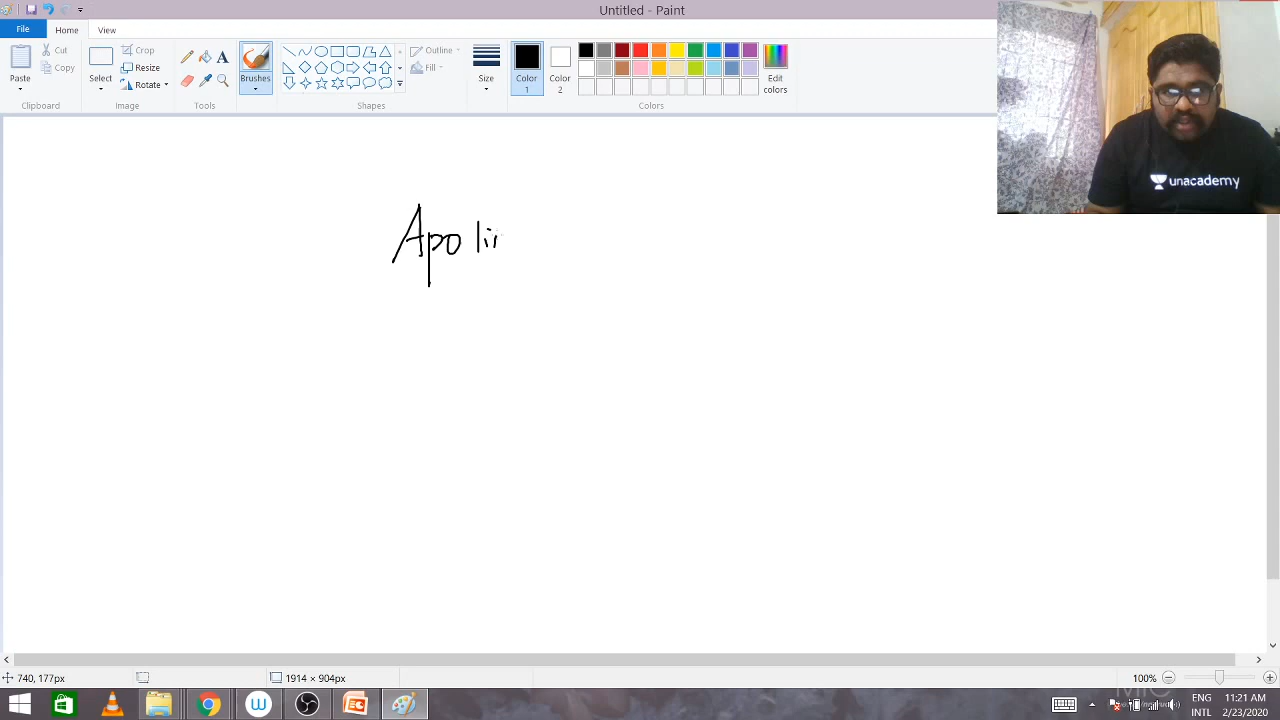 Untitled - Paint
File Home View
Paste Cut Copy Select Crop Resize Rotate Brushes Outline Fill Size Color 1 Color 2 Edit colors
Clipboard Image Tools Shapes Colors
unacademy
Apoli
740, 177px 1914 × 904px 100%
ENG 11:21 AM
INTL 2/23/2020